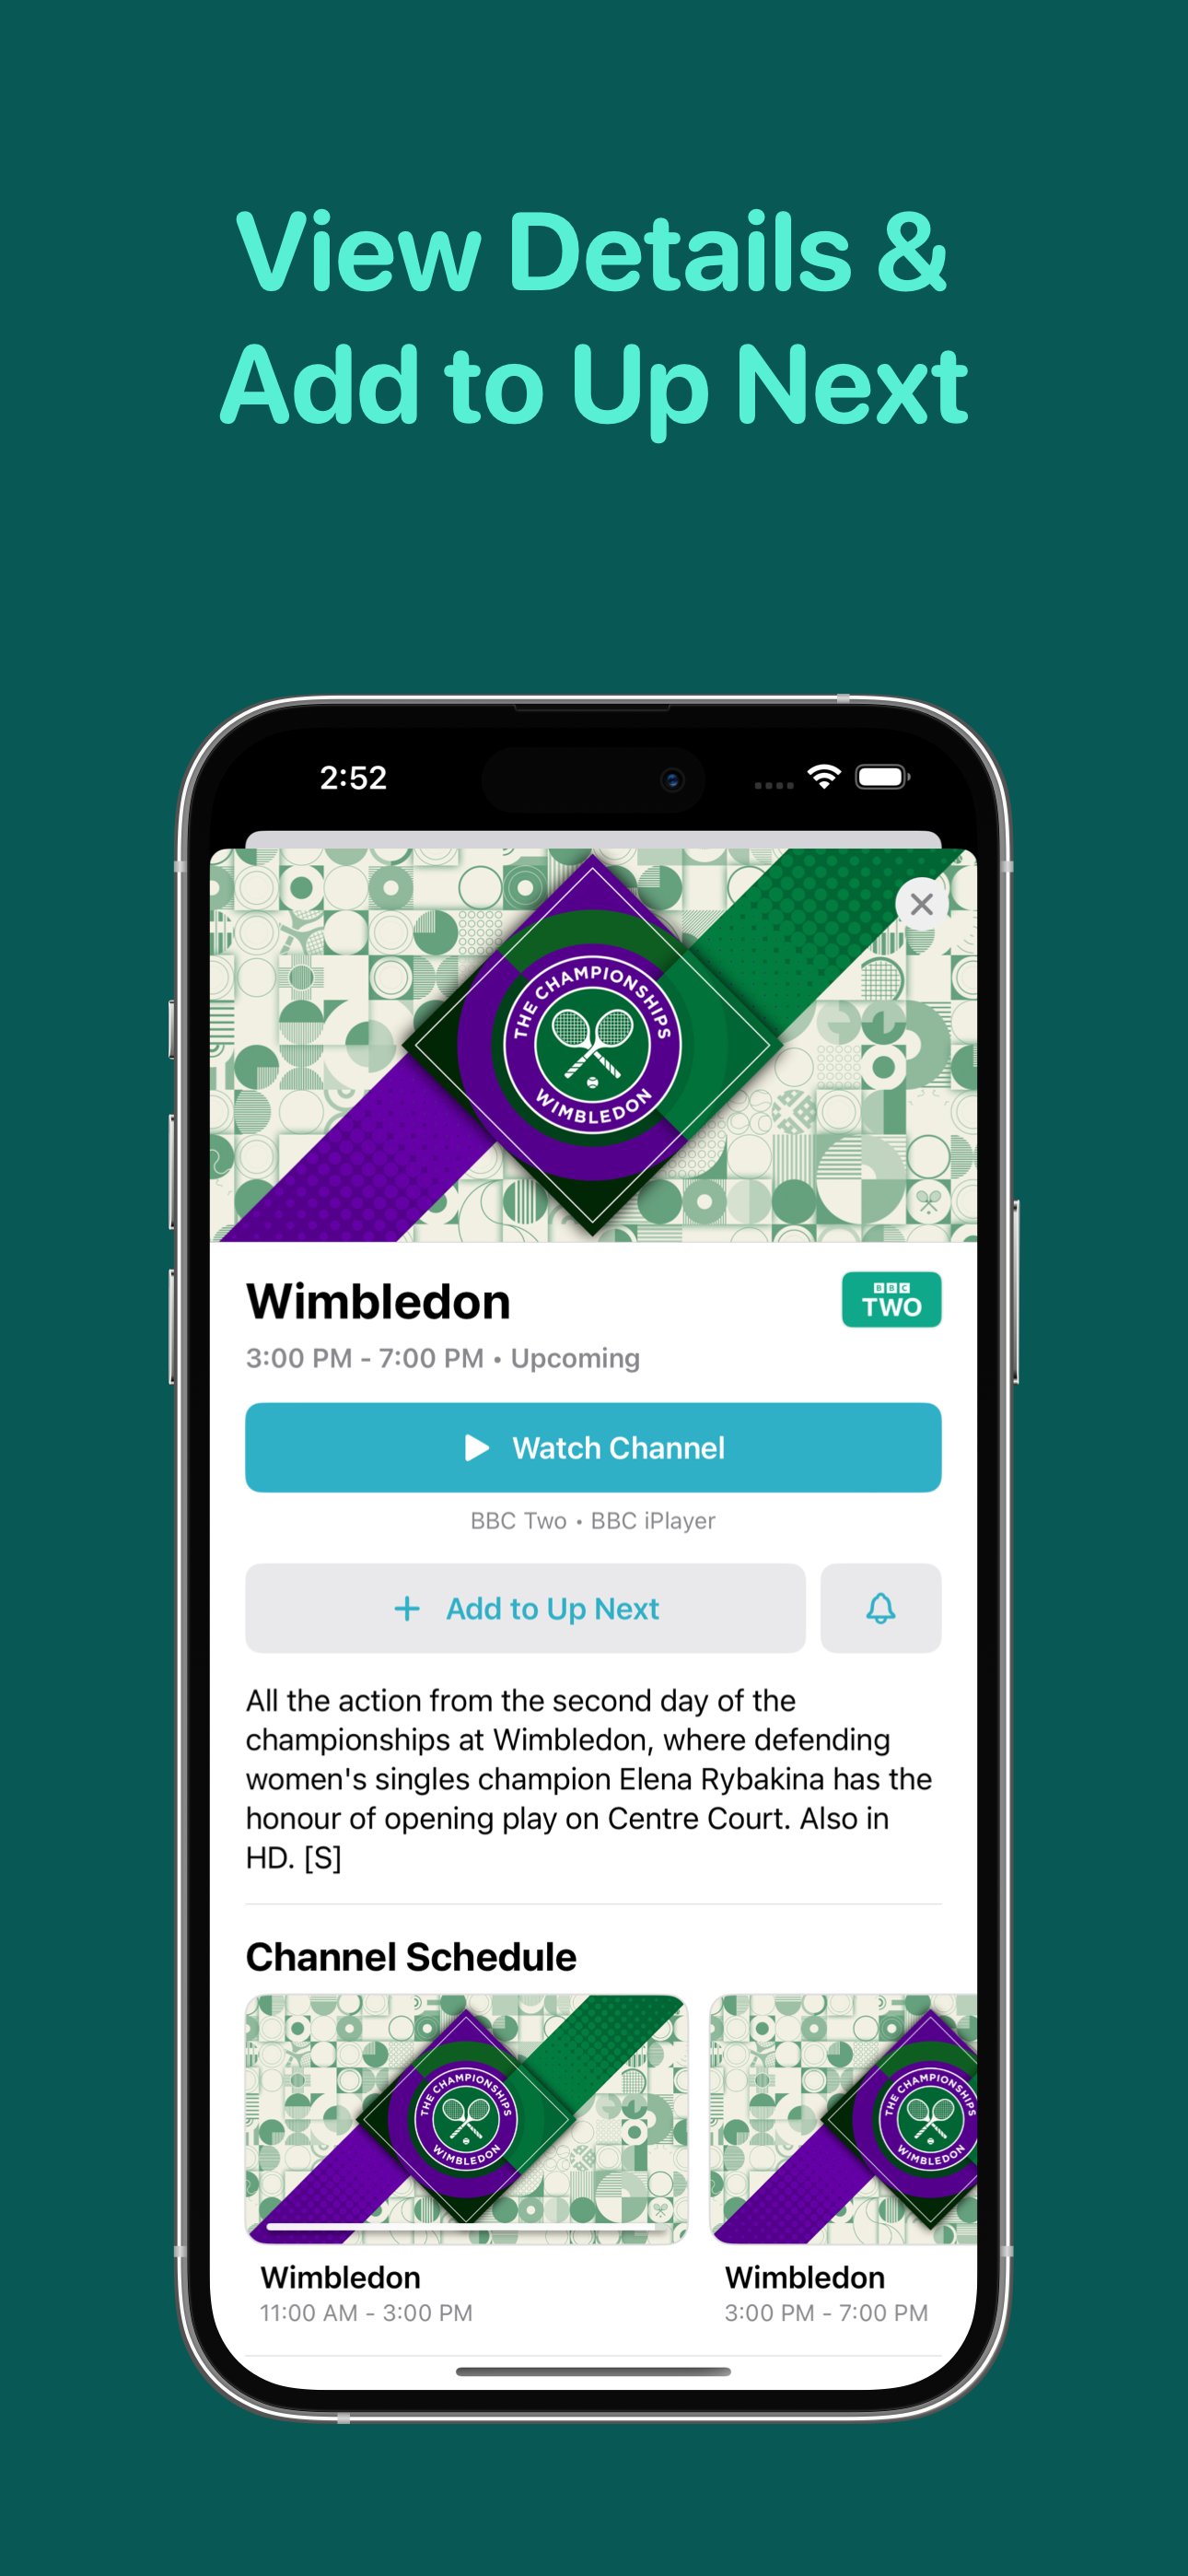 View Details &
Add to Up Next
2:52
THE CHAMPIONSHIPS
WIMBLEDON
Wimbledon
BBC
TWO
3:00 PM - 7:00 PM • Upcoming
Watch Channel
BBC Two • BBC iPlayer
Add to Up Next
All the action from the second day of the
championships at Wimbledon, where defending
women's singles champion Elena Rybakina has the
honour of opening play on Centre Court. Also in
HD. [S]
Channel Schedule
THE CHAMPIONSHIPS
WIMBLEDON
THE CHAMPIONSHIPS
WIMBLEDON
Wimbledon
11:00 AM - 3:00 PM
Wimbledon
3:00 PM - 7:00 PM